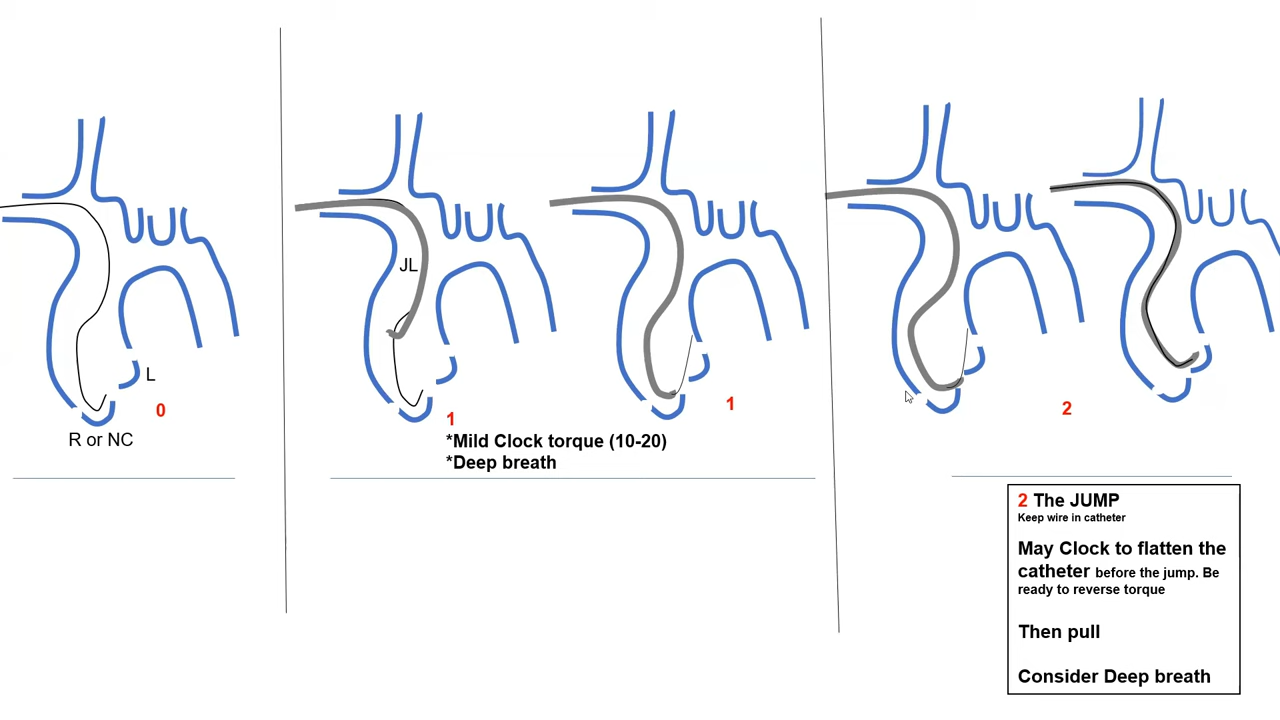 JL
L
0
R or NC
1
*Mild Clock torque (10-20)
*Deep breath
1
2
2 The JUMP
Keep wire in catheter
May Clock to flatten the
catheter before the jump. Be
ready to reverse torque
Then pull
Consider Deep breath